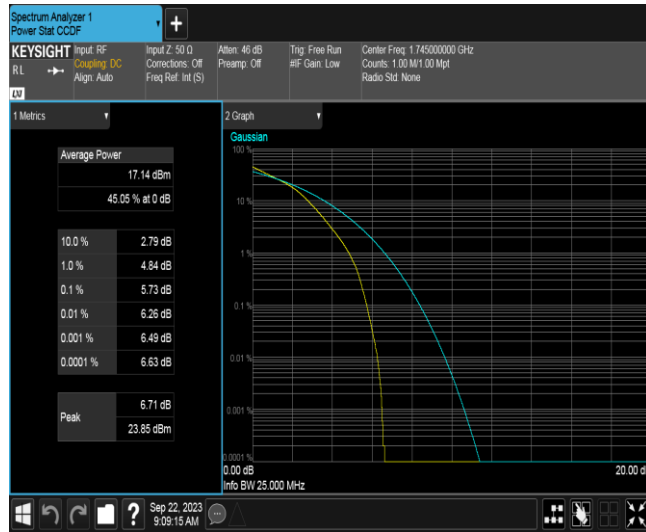 Spectrum Analyzer 1
Power Stat CCDF
+
KEYSIGHT
RL
LXI
Input: RF
Coupling: DC
Align: Auto
Input Z: 50 Ω
Corrections: Off
Freq Ref: Int (S)
Atten: 46 dB
Preamp: Off
Trig: Free Run
#IF Gain: Low
Center Freq: 1.745000000 GHz
Counts: 1.00 M/1.00 Mpt
Radio Std: None
1 Metrics
Average Power
17.14 dBm
45.05 % at 0 dB
10.0 % 2.79 dB
1.0 % 4.84 dB
0.1 % 5.73 dB
0.01 % 6.26 dB
0.001 % 6.49 dB
0.0001 % 6.63 dB
Peak
6.71 dB
23.85 dBm
2 Graph
Gaussian
100 %
10 %
1 %
0.1 %
0.01 %
0.001 %
0.0001 %
0.00 dB
20.00 d
Info BW 25.000 MHz
?
Sep 22, 2023
9:09:15 AM